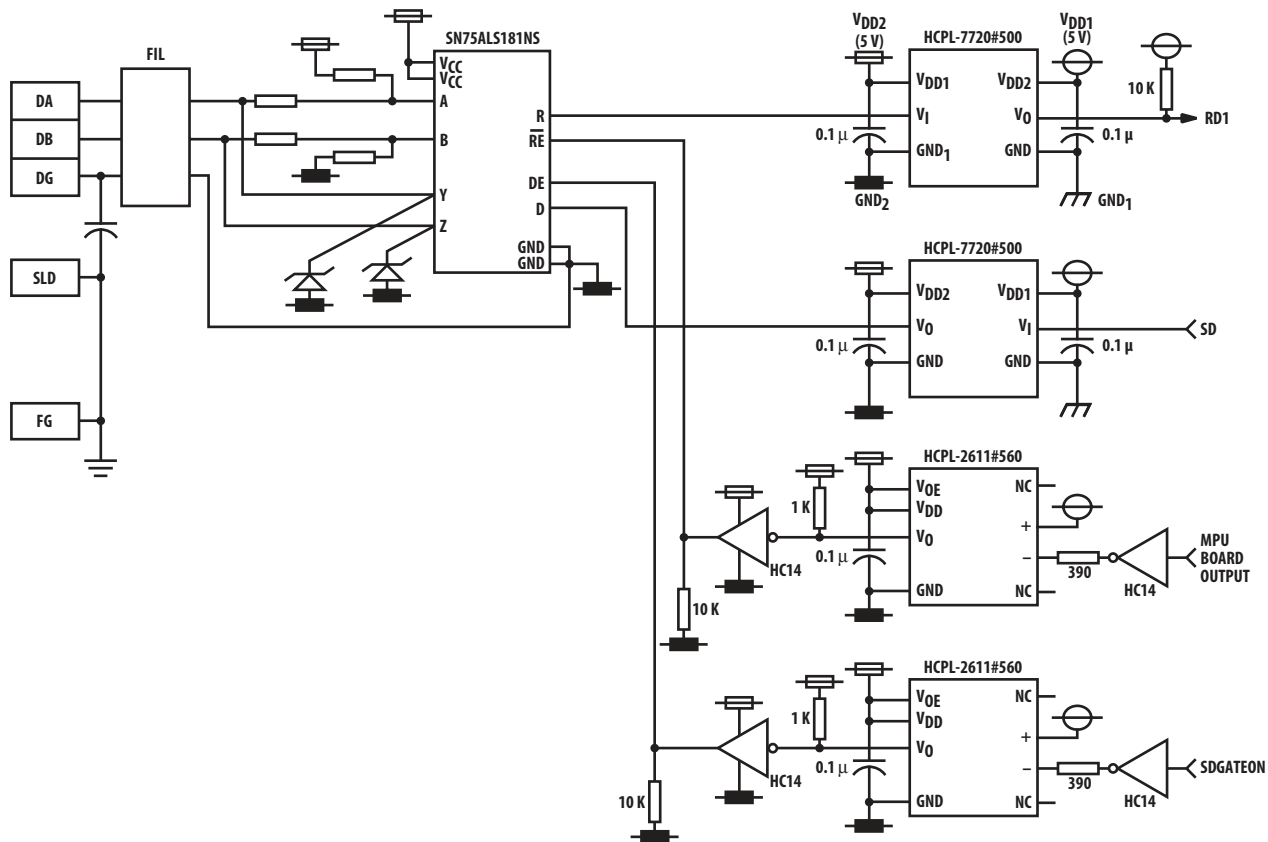 FIL
DA
DB
DG
SLD
FG
SN75ALS181NS
VCC
VCC
A
B
Y
Z
R
RE
DE
D
GND
GND
VDD2
(5 V)
HCPL-7720#500
VDD1
(5 V)
VDD1
VDD2
VI
VO
GND1
GND
0.1 μ
0.1 μ
10 K
RD1
GND2
GND1
HCPL-7720#500
VDD2
VDD1
VO
VI
GND
GND
0.1 μ
0.1 μ
SD
HCPL-2611#560
VOE
VDD
VO
GND
NC
+
–
NC
1 K
0.1 μ
HC14
10 K
390
HC14
MPU
BOARD
OUTPUT
HCPL-2611#560
VOE
VDD
VO
GND
NC
+
–
NC
1 K
0.1 μ
HC14
10 K
390
HC14
SDGATEON